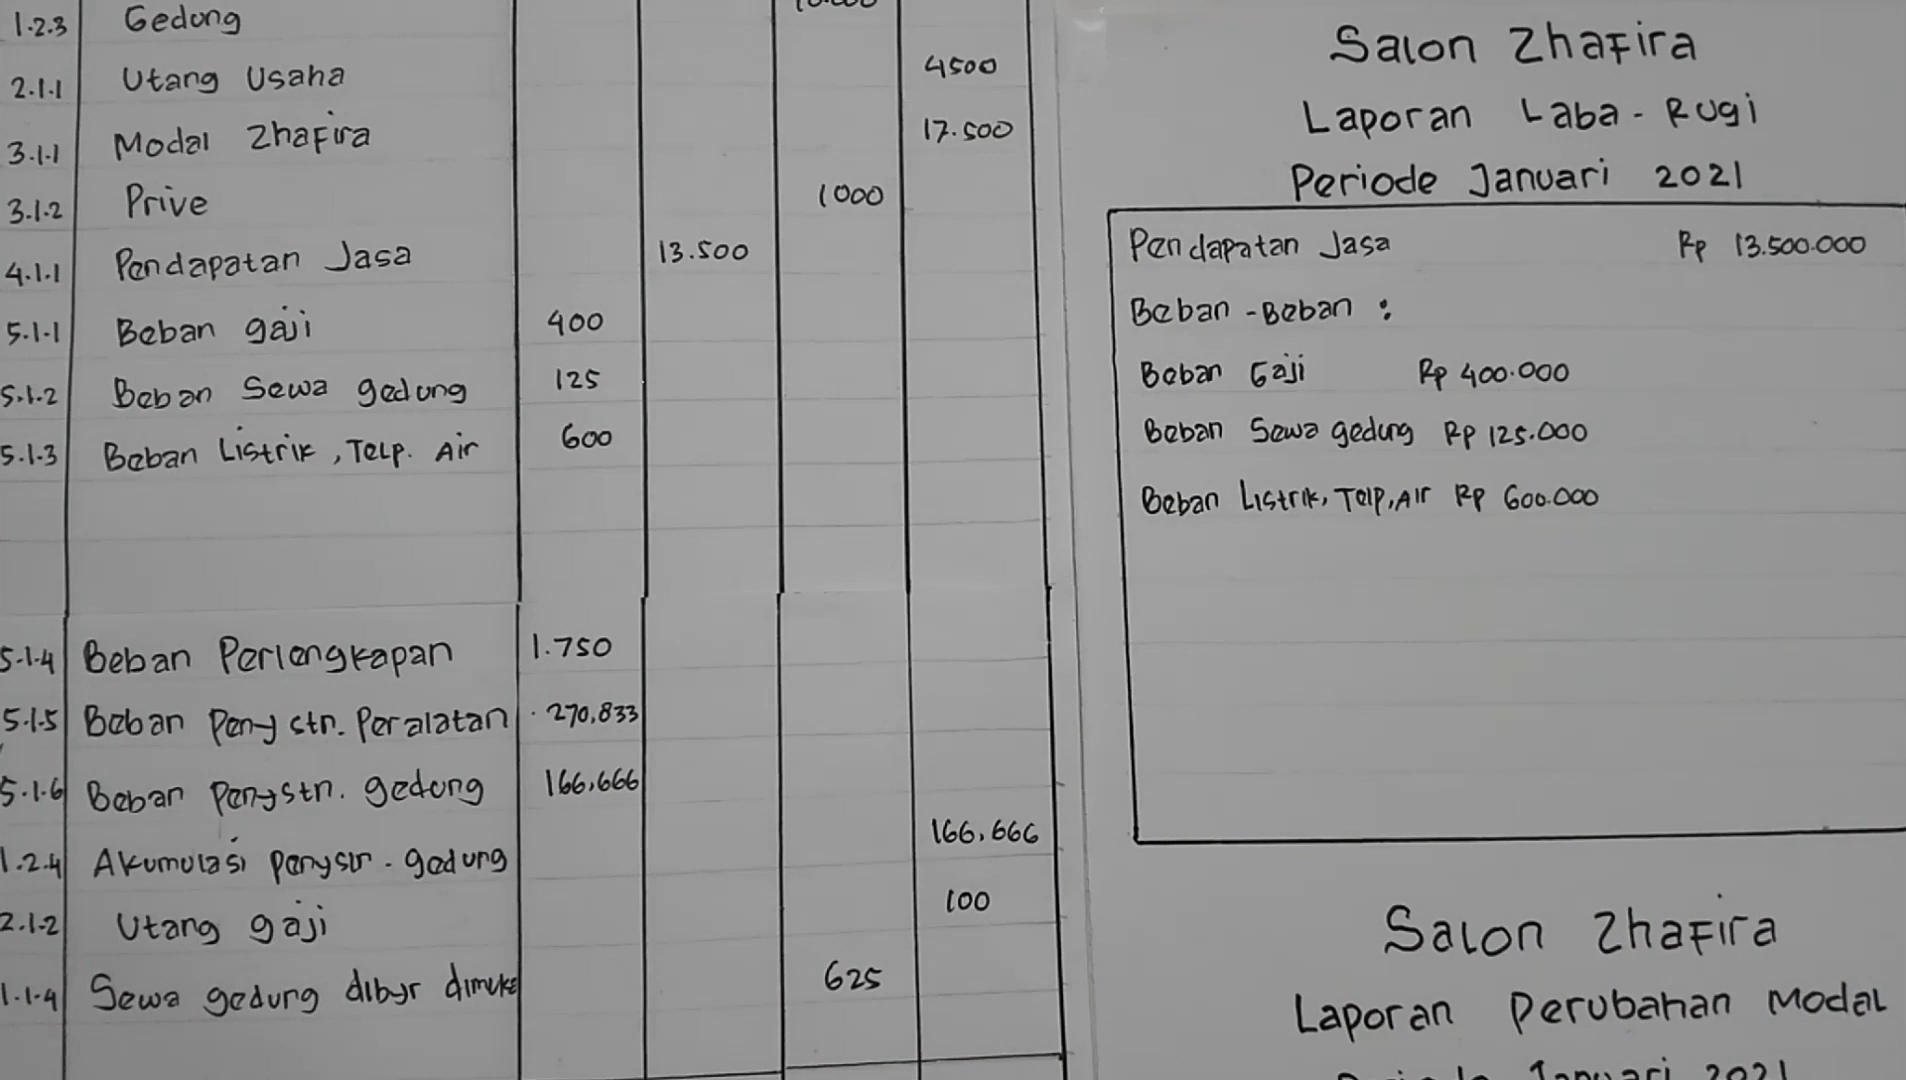 1.2.3 Gedung
2.1.1 Utang Usaha 4500
3.1.1 Modal Zhafira 17.500
3.1.2 Prive 1000
4.1.1 Pendapatan Jasa 13.500
5.1.1 Beban gaji 400
5.1.2 Beban Sewa gedung 125
5.1.3 Beban Listrik, Telp. Air 600
5.1.4 Beban Perlengkapan 1.750
5.1.5 Beban Penystn. Peralatan 270,833
5.1.6 Beban Penystn. gedung 166,666
1.2.4 Akumulasi penystn. gedung 166,666
2.1.2 Utang gaji 100
1.1.4 Sewa gedung dibyr dimuka 625
Salon Zhafira
Laporan Laba-Rugi
Periode Januari 2021
Pendapatan Jasa Rp 13.500.000
Beban-Beban :
Beban Gaji Rp 400.000
Beban Sewa gedung Rp 125.000
Beban Listrik, Telp, Air Rp 600.000
Salon Zhafira
Laporan Perubahan Modal
Januari 2021